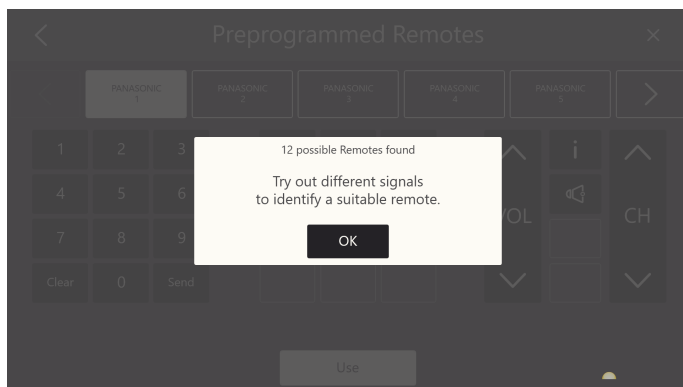 Preprogrammed Remotes
PANASONIC
1
PANASONIC
2
PANASONIC
3
PANASONIC
4
PANASONIC
5
12 possible Remotes found
Try out different signals
to identify a suitable remote.
OK
1 2 3
4 5 6
7 8 9
Clear 0 Send
VOL
i
CH
Use